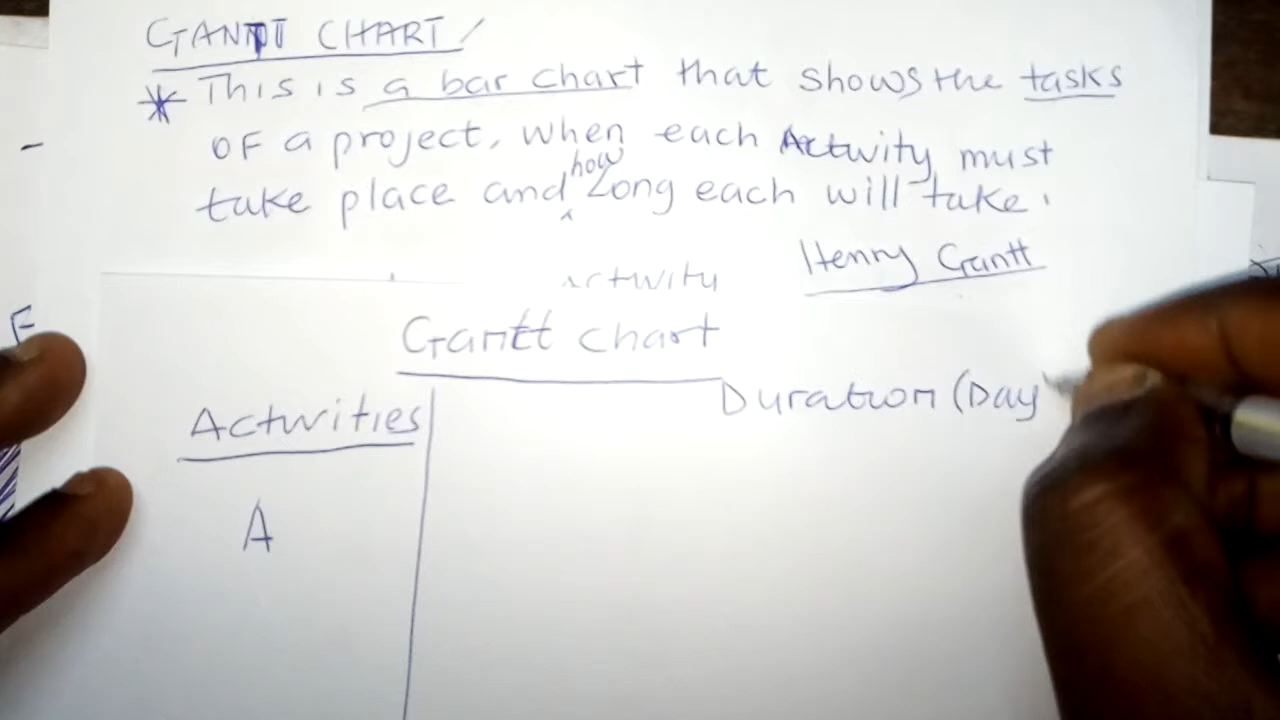 GANTT CHART
* This is a bar chart that shows the tasks
OF a project, when each Activity must
take place and how Long each will take.
Henry Gantt
Activity
Gantt chart
Activities
Duration (Day
A
F